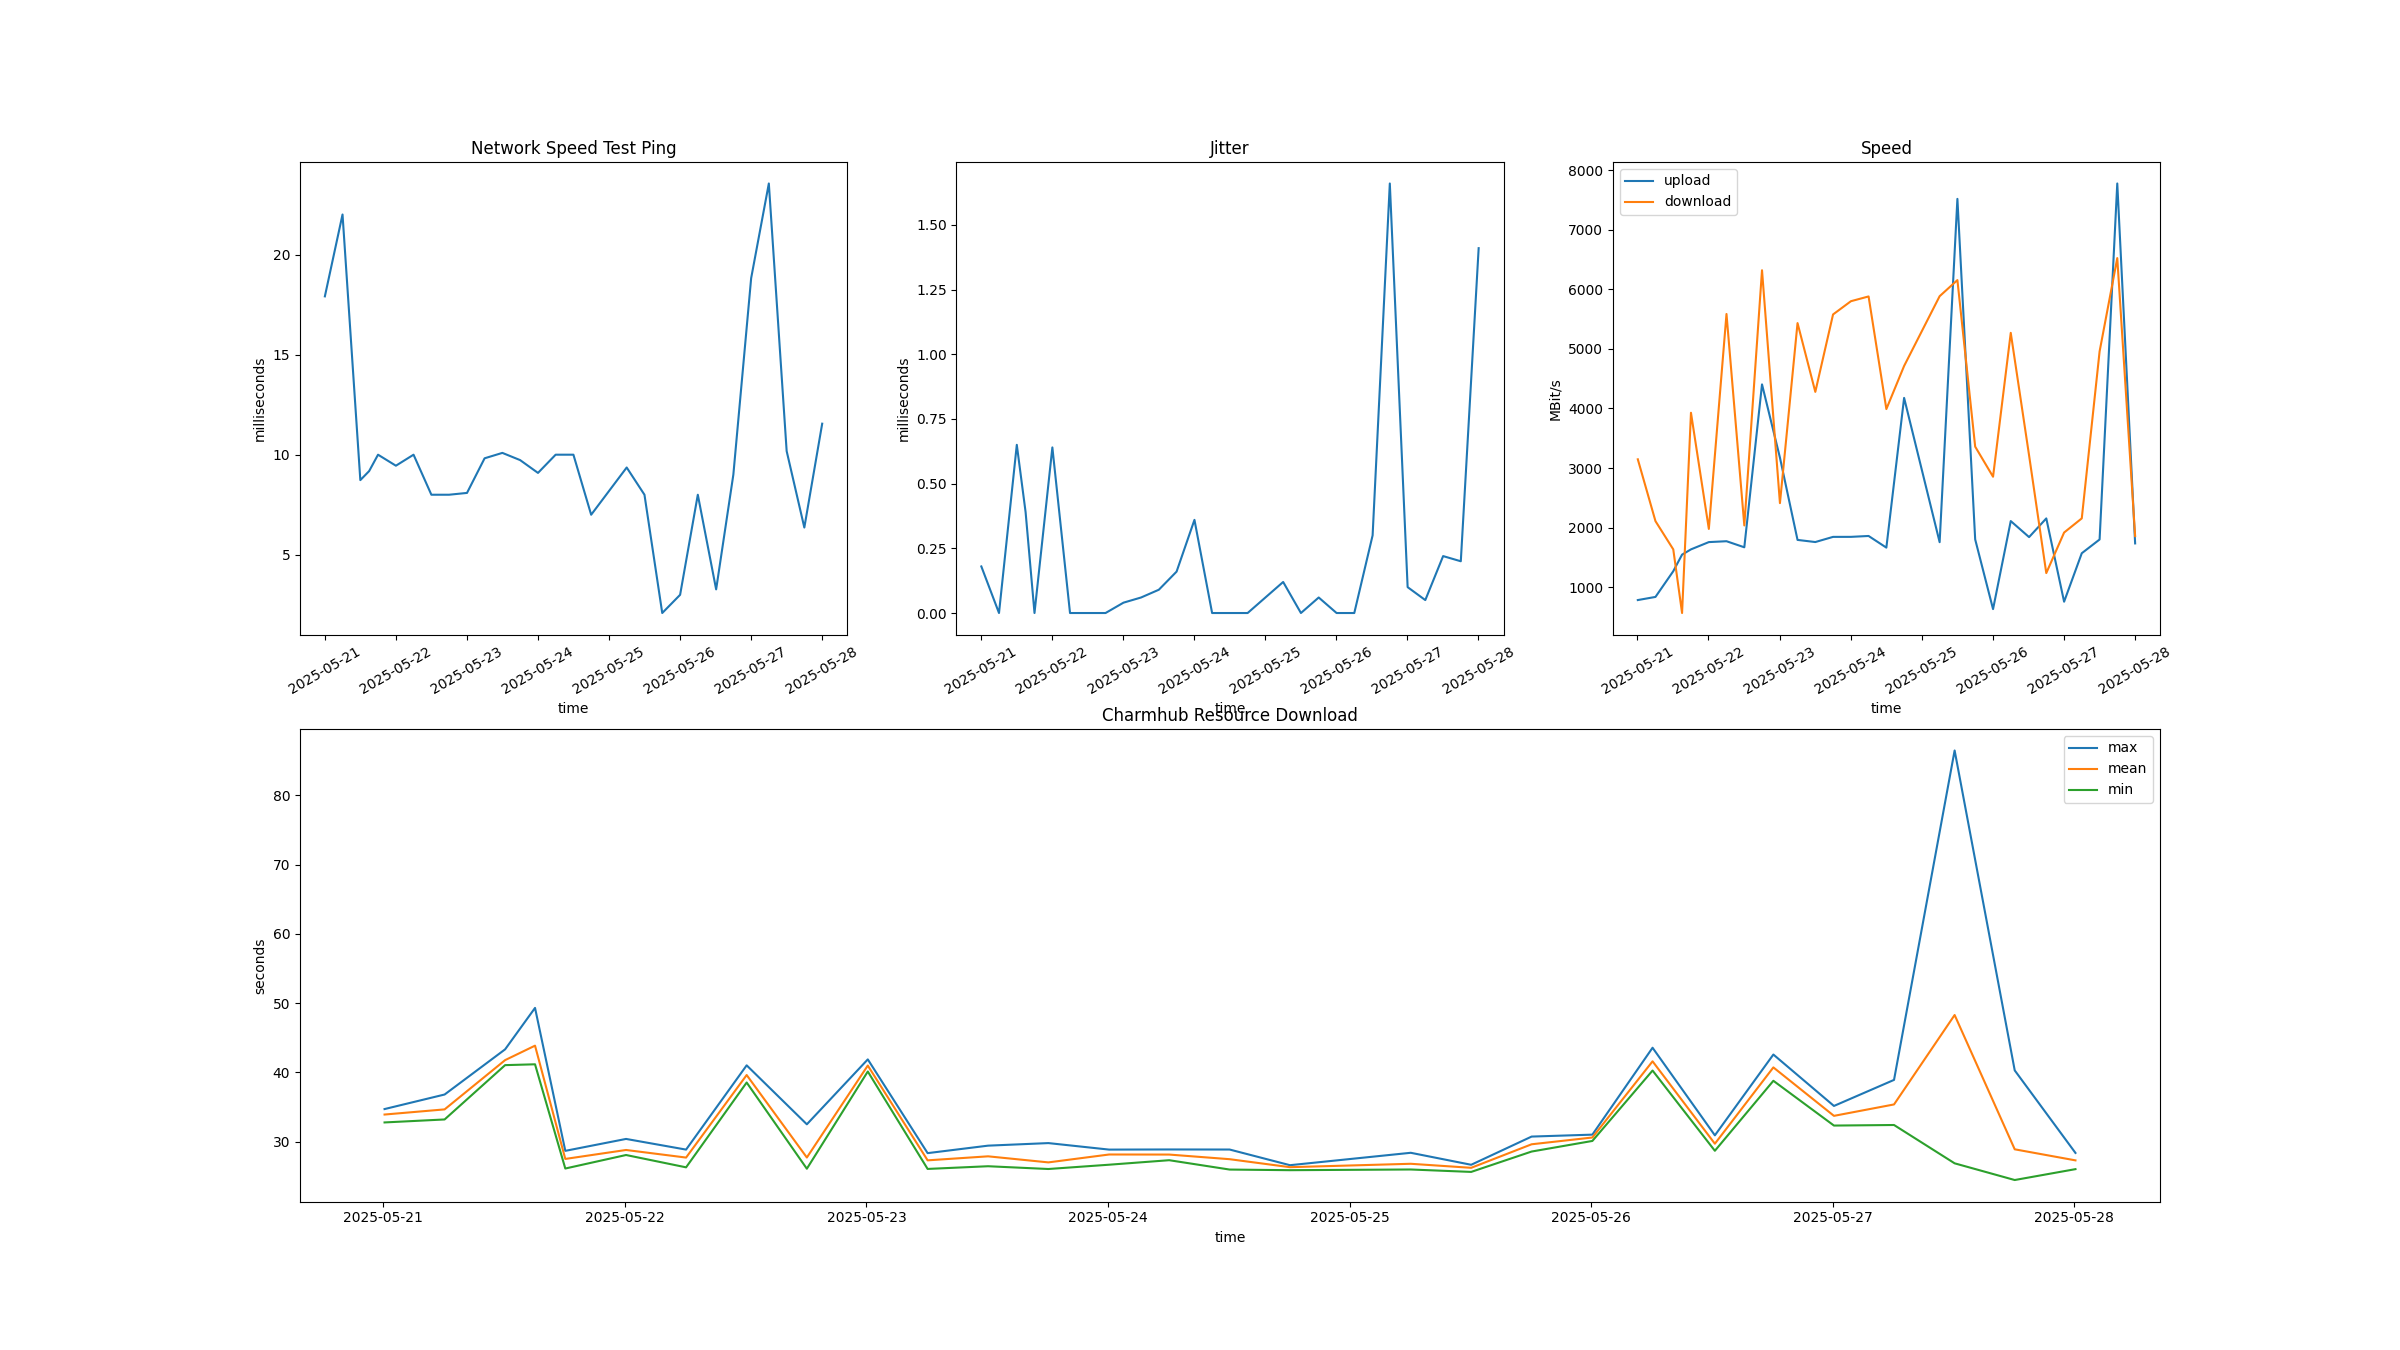 Network Speed Test Ping
milliseconds
20
15
10
5
2025-05-21 2025-05-22 2025-05-23 2025-05-24 2025-05-25 2025-05-26 2025-05-27 2025-05-28
time
Jitter
milliseconds
1.50
1.25
1.00
0.75
0.50
0.25
0.00
2025-05-21 2025-05-22 2025-05-23 2025-05-24 2025-05-25 2025-05-26 2025-05-27 2025-05-28
time
Speed
upload
download
MBit/s
8000
7000
6000
5000
4000
3000
2000
1000
2025-05-21 2025-05-22 2025-05-23 2025-05-24 2025-05-25 2025-05-26 2025-05-27 2025-05-28
time
Charmhub Resource Download
max
mean
min
seconds
80
70
60
50
40
30
2025-05-21 2025-05-22 2025-05-23 2025-05-24 2025-05-25 2025-05-26 2025-05-27 2025-05-28
time